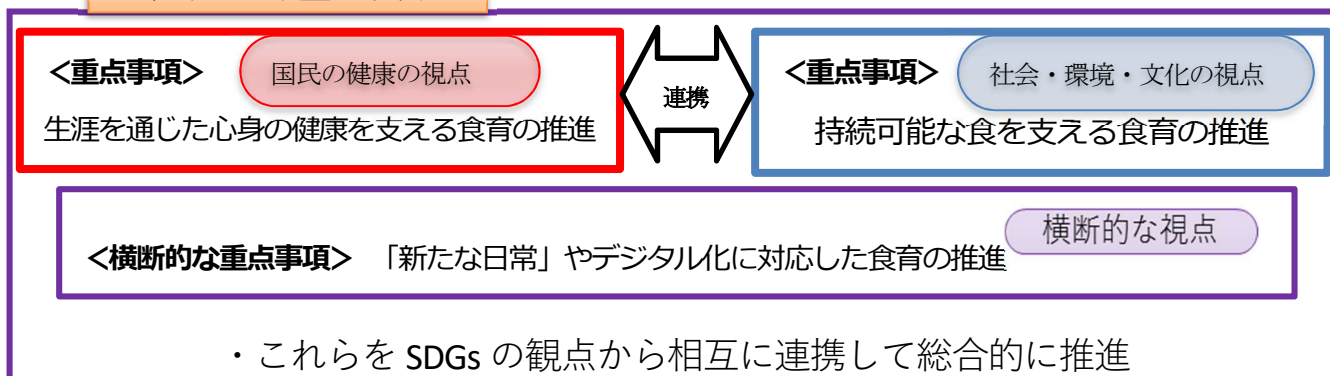 <重点事項> 国民の健康の視点
生涯を通じた心身の健康を支える食育の推進
連携
<重点事項> 社会・環境・文化の視点
持続可能な食を支える食育の推進
横断的な視点
<横断的な重点事項> 「新たな日常」やデジタル化に対応した食育の推進
・これらを SDGs の観点から相互に連携して総合的に推進